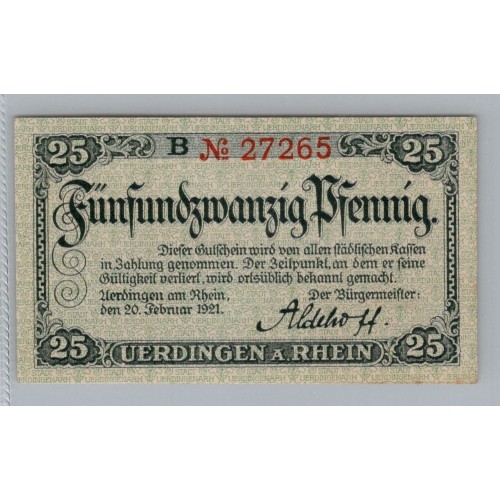 25 B № 27265 25
Fünfundzwanzig Pfennig.
Dieser Gutschein wird von allen städtischen Kassen
in Zahlung genommen. Der Zeitpunkt, an dem er seine
Gültigkeit verliert, wird ortsüblich bekannt gemacht.
Uerdingen am Rhein, Der Bürgermeister:
den 20. Februar 1921. Aldehoff.
25 UERDINGEN A. RHEIN 25